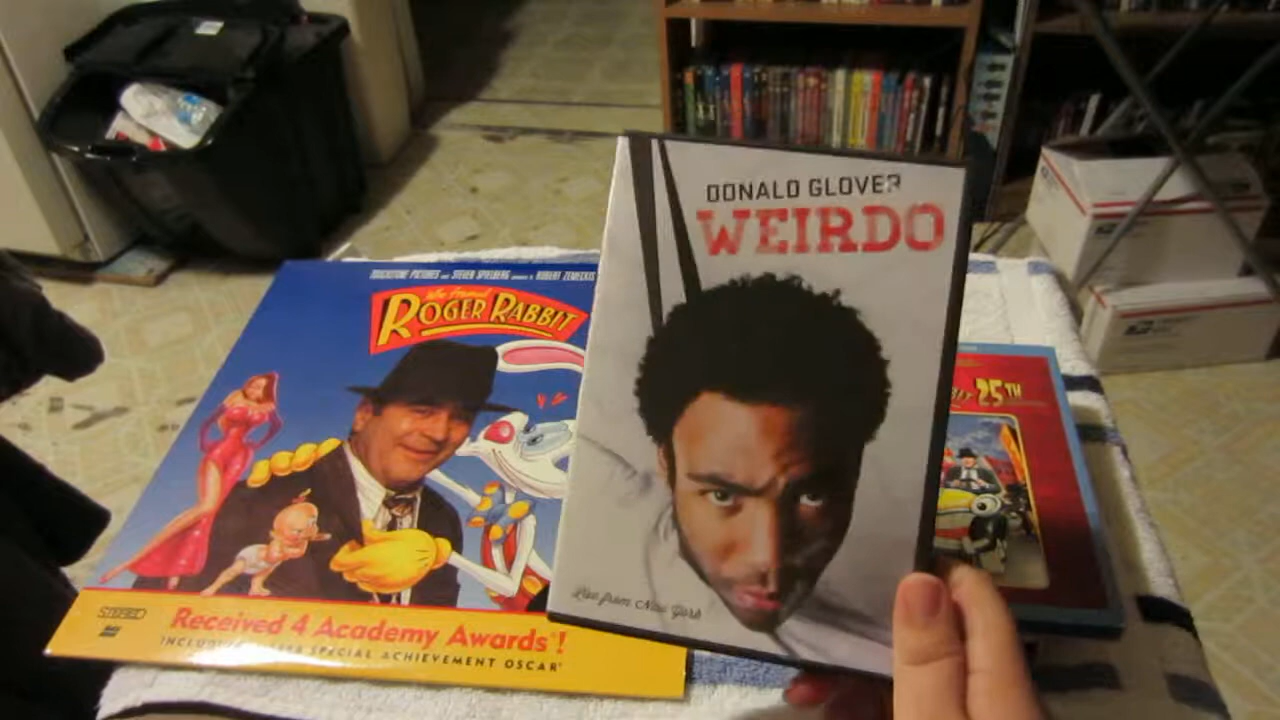 TOUCHSTONE PICTURES AND STEVEN SPIELBERG ROBERT ZEMECKIS
Who Framed
ROGER RABBIT
STEREO
Received 4 Academy Awards!
SPECIAL ACHIEVEMENT OSCAR
DONALD GLOVER
WEIRDO
Live from New York
25TH